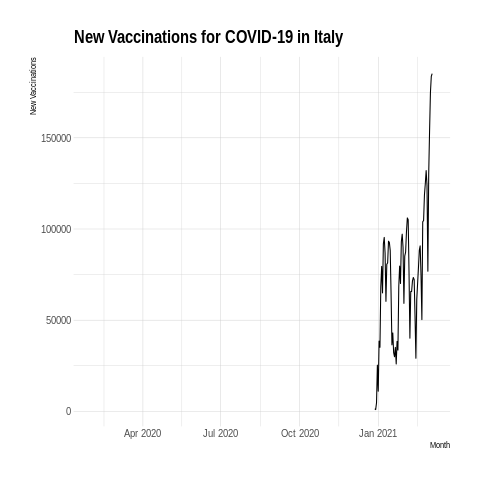 New Vaccinations for COVID-19 in Italy
New Vaccinations
150000
100000
50000
0
Apr 2020 Jul 2020 Oct 2020 Jan 2021
Month